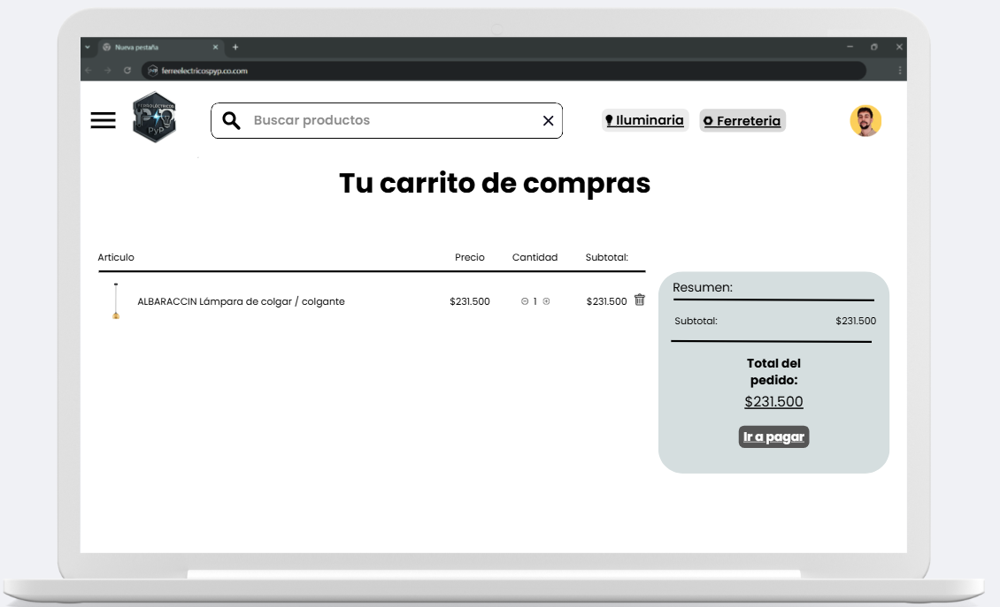 Nueva pestaña
ferreelectricospyp.co.com
FERROELÉCTRICOS
PyP
Buscar productos
Iluminaria
Ferreteria
Tu carrito de compras
Articulo Precio Cantidad Subtotal:
ALBARACCIN Lámpara de colgar / colgante $231.500 1 $231.500
Resumen:
Subtotal: $231.500
Total del
pedido:
$231.500
Ir a pagar